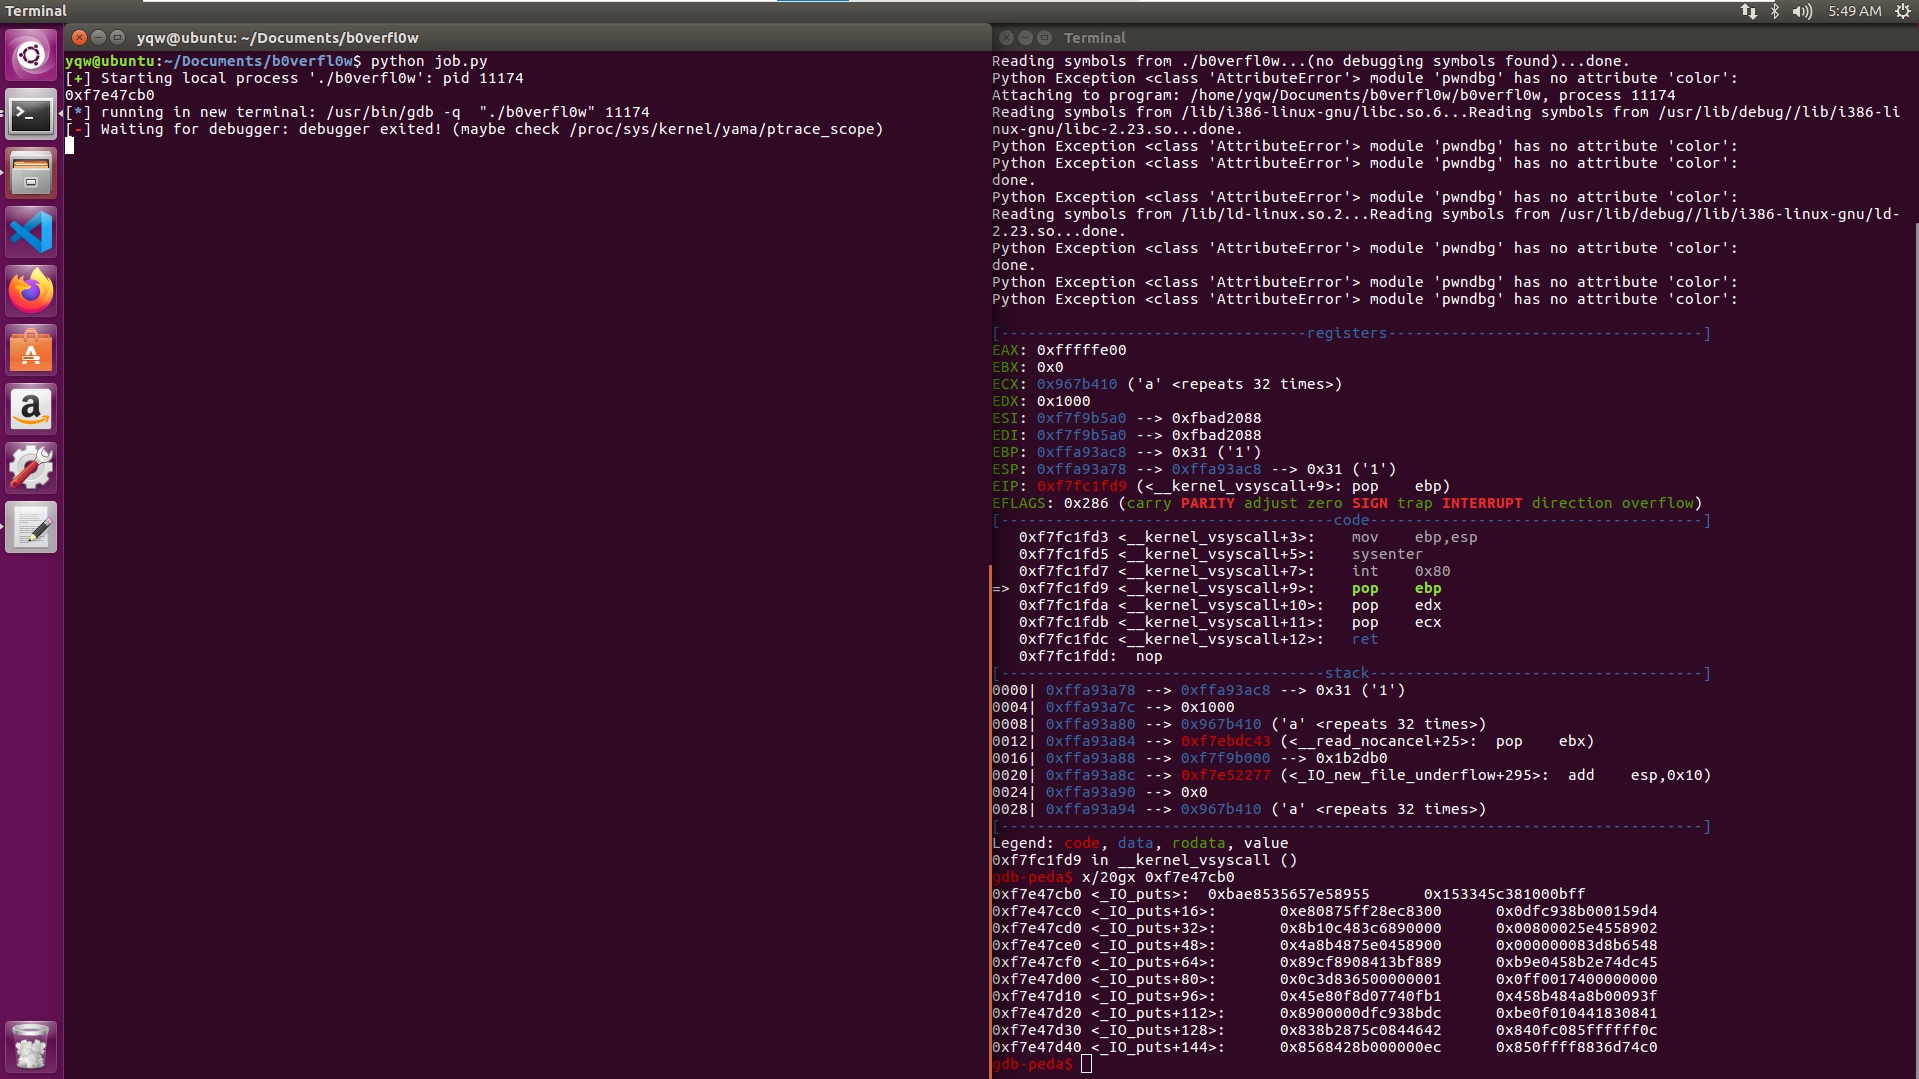 Terminal
5:49 AM
yqw@ubuntu: ~/Documents/b0verfl0w
yqw@ubuntu:~/Documents/b0verfl0w$ python job.py
[+] Starting local process './b0verfl0w': pid 11174
0xf7e47cb0
[*] running in new terminal: /usr/bin/gdb -q  "./b0verfl0w" 11174
[-] Waiting for debugger: debugger exited! (maybe check /proc/sys/kernel/yama/ptrace_scope)
Terminal
Reading symbols from ./b0verfl0w...(no debugging symbols found)...done.
Python Exception <class 'AttributeError'> module 'pwndbg' has no attribute 'color':
Attaching to program: /home/yqw/Documents/b0verfl0w/b0verfl0w, process 11174
Reading symbols from /lib/i386-linux-gnu/libc.so.6...Reading symbols from /usr/lib/debug//lib/i386-li
nux-gnu/libc-2.23.so...done.
Python Exception <class 'AttributeError'> module 'pwndbg' has no attribute 'color':
Python Exception <class 'AttributeError'> module 'pwndbg' has no attribute 'color':
done.
Python Exception <class 'AttributeError'> module 'pwndbg' has no attribute 'color':
Reading symbols from /lib/ld-linux.so.2...Reading symbols from /usr/lib/debug//lib/i386-linux-gnu/ld-
2.23.so...done.
Python Exception <class 'AttributeError'> module 'pwndbg' has no attribute 'color':
done.
Python Exception <class 'AttributeError'> module 'pwndbg' has no attribute 'color':
Python Exception <class 'AttributeError'> module 'pwndbg' has no attribute 'color':
[----------------------------------registers-----------------------------------]
EAX: 0xfffffe00
EBX: 0x0
ECX: 0x967b410 ('a' <repeats 32 times>)
EDX: 0x1000
ESI: 0xf7f9b5a0 --> 0xfbad2088
EDI: 0xf7f9b5a0 --> 0xfbad2088
EBP: 0xffa93ac8 --> 0x31 ('1')
ESP: 0xffa93a78 --> 0xffa93ac8 --> 0x31 ('1')
EIP: 0xf7fc1fd9 (<__kernel_vsyscall+9>: pop    ebp)
EFLAGS: 0x286 (carry PARITY adjust zero SIGN trap INTERRUPT direction overflow)
[-------------------------------------code-------------------------------------]
   0xf7fc1fd3 <__kernel_vsyscall+3>:    mov    ebp,esp
   0xf7fc1fd5 <__kernel_vsyscall+5>:    sysenter
   0xf7fc1fd7 <__kernel_vsyscall+7>:    int    0x80
=> 0xf7fc1fd9 <__kernel_vsyscall+9>:    pop    ebp
   0xf7fc1fda <__kernel_vsyscall+10>:   pop    edx
   0xf7fc1fdb <__kernel_vsyscall+11>:   pop    ecx
   0xf7fc1fdc <__kernel_vsyscall+12>:   ret
   0xf7fc1fdd:  nop
[------------------------------------stack-------------------------------------]
0000| 0xffa93a78 --> 0xffa93ac8 --> 0x31 ('1')
0004| 0xffa93a7c --> 0x1000
0008| 0xffa93a80 --> 0x967b410 ('a' <repeats 32 times>)
0012| 0xffa93a84 --> 0xf7ebdc43 (<__read_nocancel+25>:  pop    ebx)
0016| 0xffa93a88 --> 0xf7f9b000 --> 0x1b2db0
0020| 0xffa93a8c --> 0xf7e52277 (<_IO_new_file_underflow+295>:  add    esp,0x10)
0024| 0xffa93a90 --> 0x0
0028| 0xffa93a94 --> 0x967b410 ('a' <repeats 32 times>)
[------------------------------------------------------------------------------]
Legend: code, data, rodata, value
0xf7fc1fd9 in __kernel_vsyscall ()
gdb-peda$ x/20gx 0xf7e47cb0
0xf7e47cb0 <_IO_puts>:  0xbae8535657e58955      0x153345c381000bff
0xf7e47cc0 <_IO_puts+16>:       0xe80875ff28ec8300      0x0dfc938b000159d4
0xf7e47cd0 <_IO_puts+32>:       0x8b10c483c6890000      0x00800025e4558902
0xf7e47ce0 <_IO_puts+48>:       0x4a8b4875e0458900      0x000000083d8b6548
0xf7e47cf0 <_IO_puts+64>:       0x89cf8908413bf889      0xb9e0458b2e74dc45
0xf7e47d00 <_IO_puts+80>:       0x0c3d836500000001      0x0ff0017400000000
0xf7e47d10 <_IO_puts+96>:       0x45e80f8d07740fb1      0x458b484a8b00093f
0xf7e47d20 <_IO_puts+112>:      0x8900000dfc938bdc      0xbe0f010441830841
0xf7e47d30 <_IO_puts+128>:      0x838b2875c0844642      0x840fc085ffffff0c
0xf7e47d40 <_IO_puts+144>:      0x8568428b000000ec      0x850ffff8836d74c0
gdb-peda$